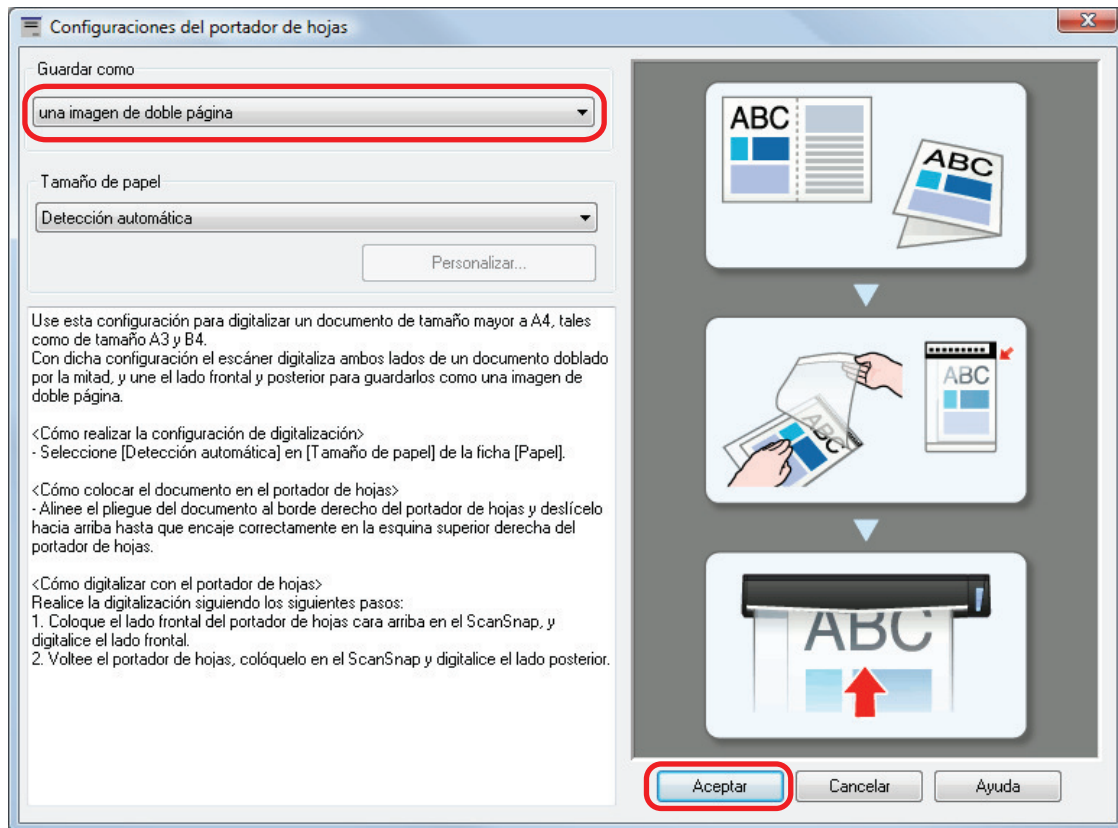 Configuraciones del portador de hojas
Guardar como
una imagen de doble página
Tamaño de papel
Detección automática
Personalizar...
Use esta configuración para digitalizar un documento de tamaño mayor a A4, tales
como de tamaño A3 y B4.
Con dicha configuración el escáner digitaliza ambos lados de un documento doblado
por la mitad, y une el lado frontal y posterior para guardarlos como una imagen de
doble página.
<Cómo realizar la configuración de digitalización>
- Seleccione [Detección automática] en [Tamaño de papel] de la ficha [Papel].
<Cómo colocar el documento en el portador de hojas>
- Alinee el pliegue del documento al borde derecho del portador de hojas y deslícelo
hacia arriba hasta que encaje correctamente en la esquina superior derecha del
portador de hojas.
<Cómo digitalizar con el portador de hojas>
Realice la digitalización siguiendo los siguientes pasos:
1. Coloque el lado frontal del portador de hojas cara arriba en el ScanSnap, y
digitalice el lado frontal.
2. Voltee el portador de hojas, colóquelo en el ScanSnap y digitalice el lado posterior.
ABC
ABC
ABC
ABC
ABC
Aceptar
Cancelar
Ayuda